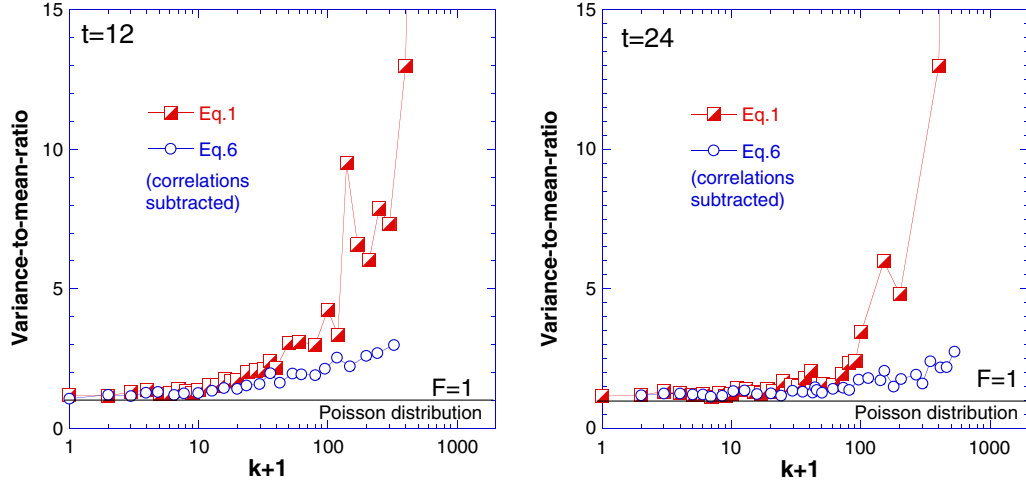 15
10
5
0
Variance-to-mean-ratio
t=12
Eq.1
Eq.6
(correlations
subtracted)
F=1
Poisson distribution
1
10
100
1000
k+1
15
10
5
0
Variance-to-mean-ratio
t=24
Eq.1
Eq.6
(correlations
subtracted)
F=1
Poisson distribution
1
10
100
1000
k+1